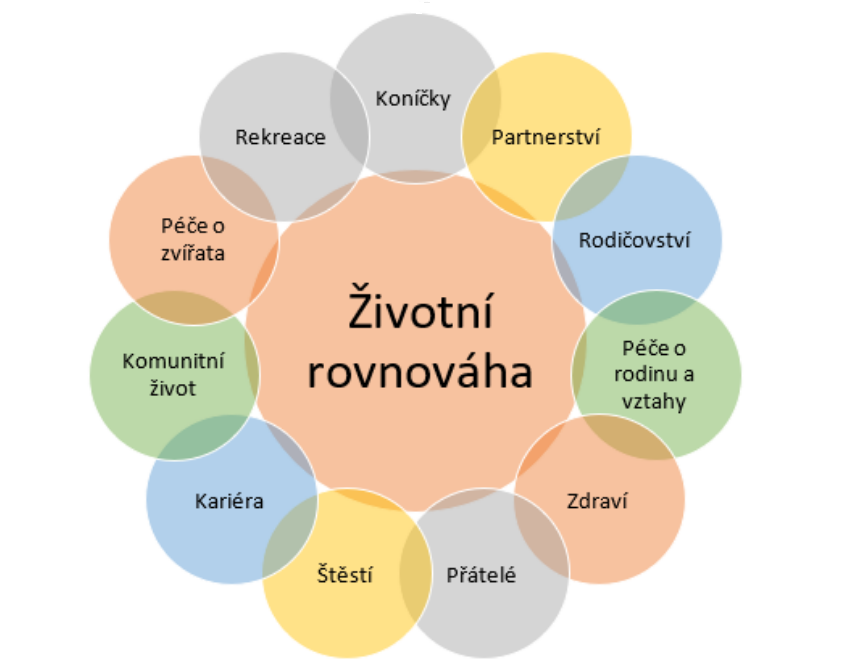 Koníčky
Partnerství
Rodičovství
Péče o
rodinu a
vztahy
Zdraví
Přátelé
Štěstí
Kariéra
Komunitní
život
Péče o
zvířata
Rekreace
Životní
rovnováha